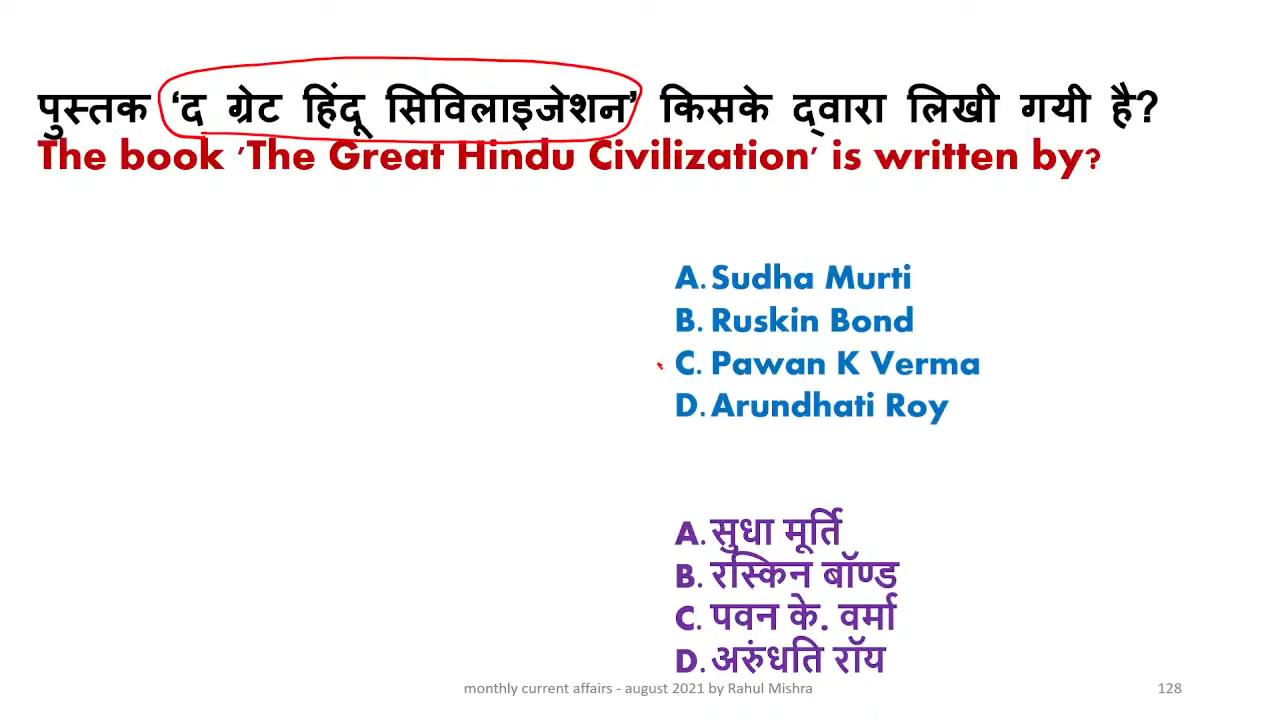 पुस्तक ‘द ग्रेट हिंदू सिविलाइजेशन’ किसके द्वारा लिखी गयी है?
The book 'The Great Hindu Civilization' is written by?
A. Sudha Murti
B. Ruskin Bond
C. Pawan K Verma
D. Arundhati Roy
A. सुधा मूर्ति
B. रस्किन बॉण्ड
C. पवन के. वर्मा
D. अरुंधति रॉय
monthly current affairs - august 2021 by Rahul Mishra
128